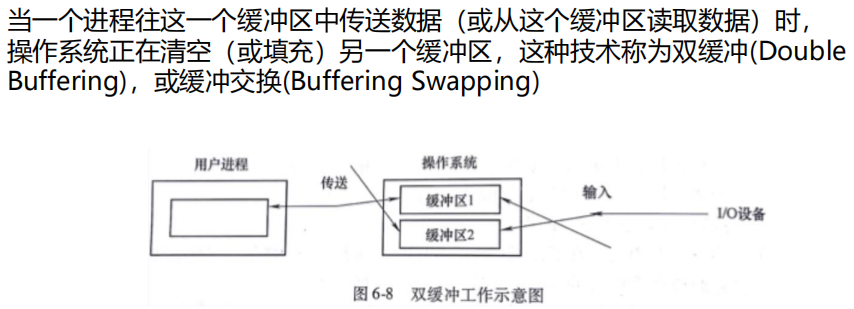 当一个进程往这一个缓冲区中传送数据（或从这个缓冲区读取数据）时，
操作系统正在清空（或填充）另一个缓冲区，这种技术称为双缓冲(Double
Buffering)，或缓冲交换(Buffering Swapping)
用户进程
操作系统
传送
缓冲区1
输入
缓冲区2
I/O设备
图6-8 双缓冲工作示意图